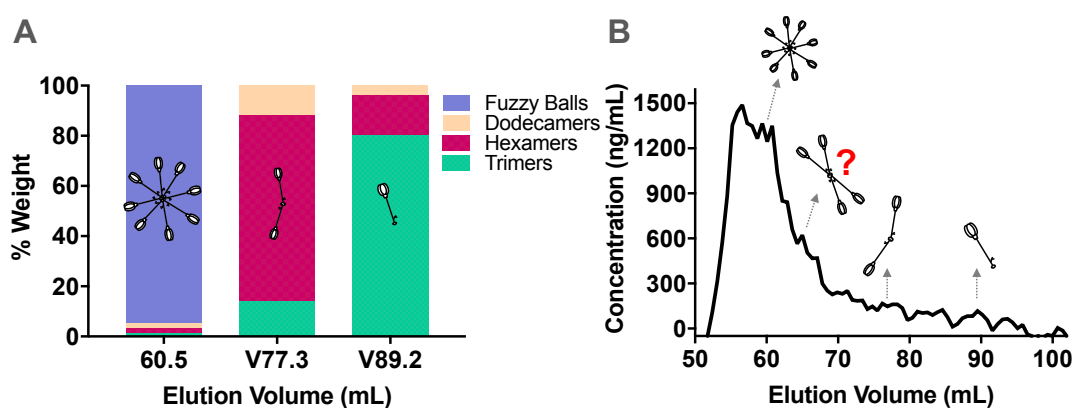 A
% Weight
100
80
60
40
20
0
60.5
V77.3
V89.2
Elution Volume (mL)
Fuzzy Balls
Dodecamers
Hexamers
Trimers
B
Concentration (ng/mL)
1500
1200
900
600
300
0
?
50
60
70
80
90
100
Elution Volume (mL)